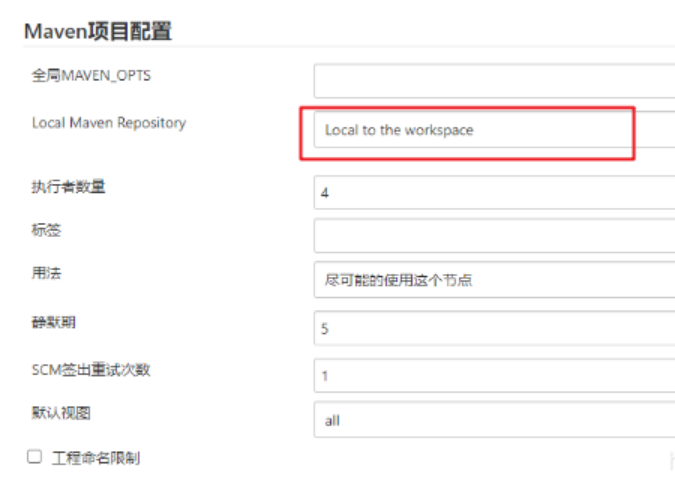 Maven项目配置
全局MAVEN_OPTS
Local Maven Repository
Local to the workspace
执行者数量
4
标签
用法
尽可能的使用这个节点
静默期
5
SCM签出重试次数
1
默认视图
all
工程命名限制